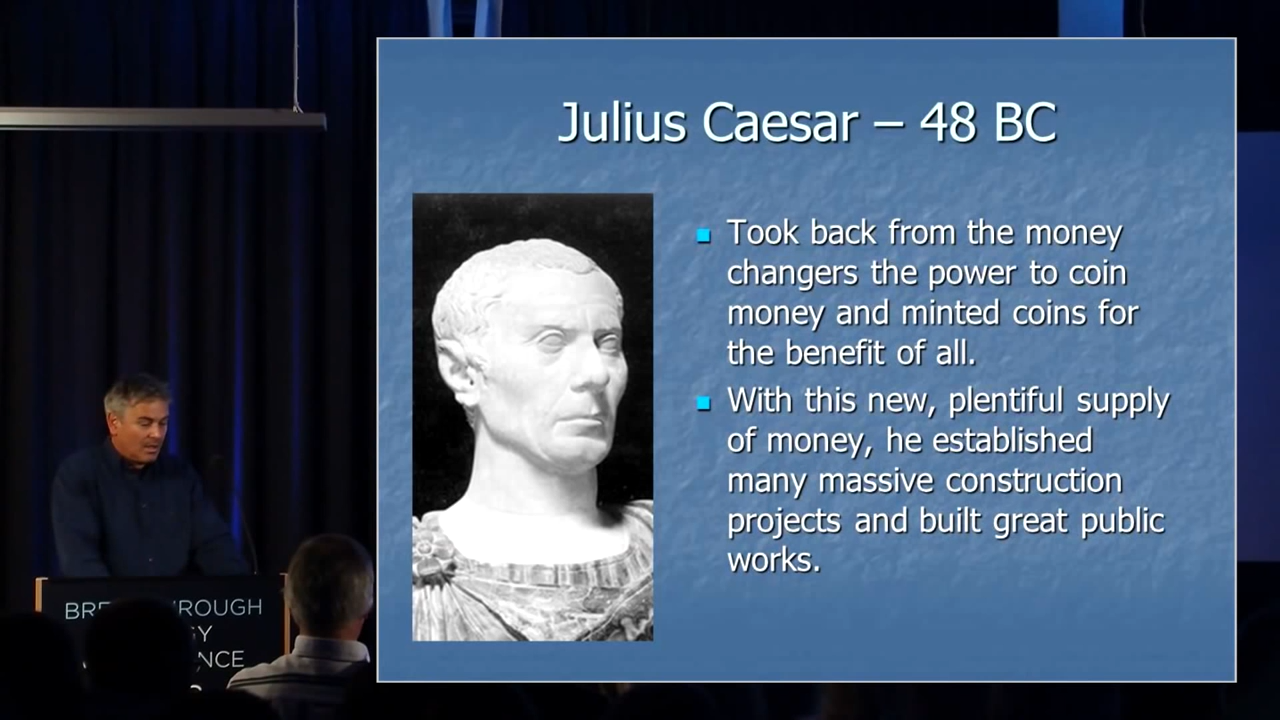 Julius Caesar – 48 BC
Took back from the money
changers the power to coin
money and minted coins for
the benefit of all.
With this new, plentiful supply
of money, he established
many massive construction
projects and built great public
works.